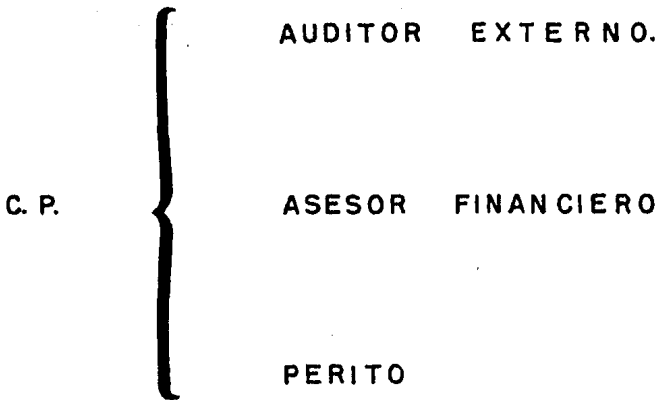 AUDITOR EXTERNO.
C. P.
ASESOR FINANCIERO
PERITO